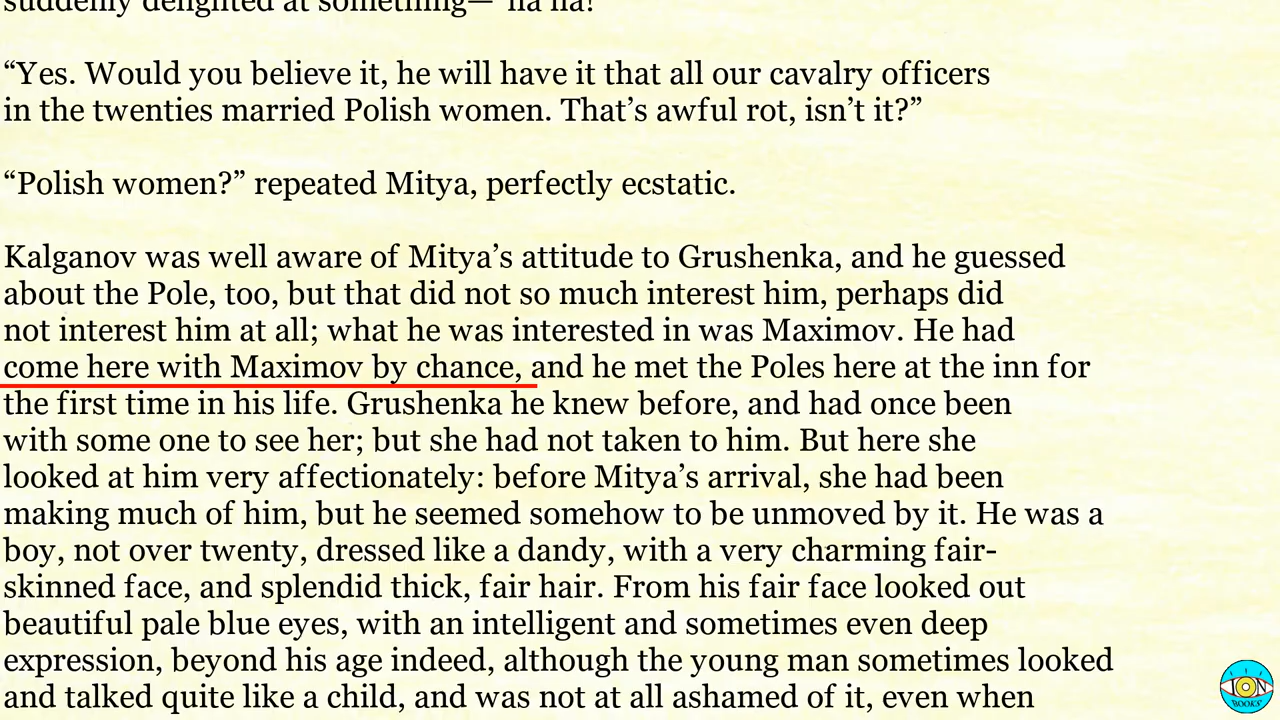 suddenly delighted at something—“ha ha!”
“Yes. Would you believe it, he will have it that all our cavalry officers
in the twenties married Polish women. That’s awful rot, isn’t it?”
“Polish women?” repeated Mitya, perfectly ecstatic.
Kalganov was well aware of Mitya’s attitude to Grushenka, and he guessed
about the Pole, too, but that did not so much interest him, perhaps did
not interest him at all; what he was interested in was Maximov. He had
come here with Maximov by chance, and he met the Poles here at the inn for
the first time in his life. Grushenka he knew before, and had once been
with some one to see her; but she had not taken to him. But here she
looked at him very affectionately: before Mitya’s arrival, she had been
making much of him, but he seemed somehow to be unmoved by it. He was a
boy, not over twenty, dressed like a dandy, with a very charming fair-
skinned face, and splendid thick, fair hair. From his fair face looked out
beautiful pale blue eyes, with an intelligent and sometimes even deep
expression, beyond his age indeed, although the young man sometimes looked
and talked quite like a child, and was not at all ashamed of it, even when
ION
BOOKS